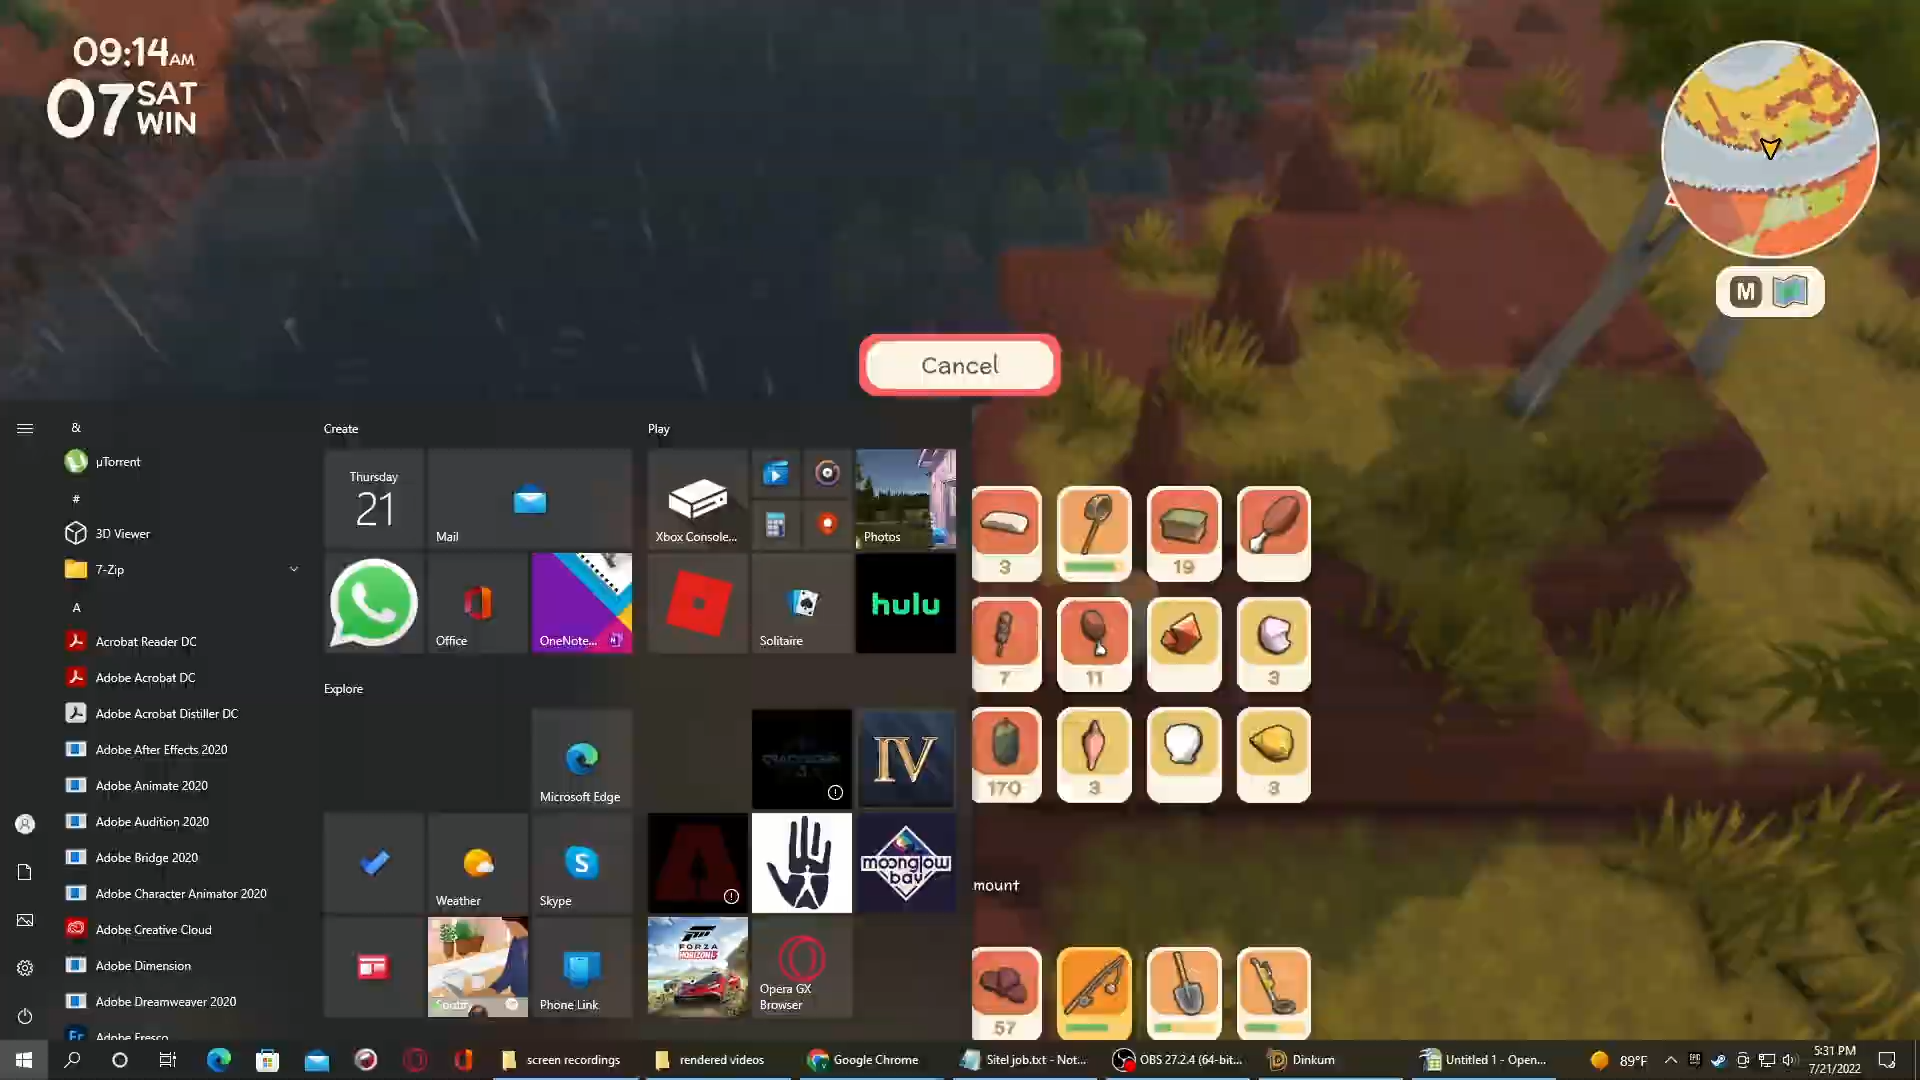 09:14AM
07 SAT
WIN
M
Cancel
&
µTorrent
#
3D Viewer
7-Zip
A
Acrobat Reader DC
Adobe Acrobat DC
Adobe Acrobat Distiller DC
Adobe After Effects 2020
Adobe Animate 2020
Adobe Audition 2020
Adobe Bridge 2020
Adobe Character Animator 2020
Adobe Creative Cloud
Adobe Dimension
Adobe Dreamweaver 2020
Adobe Fresco
Create
Thursday
21
Mail
Office
OneNote...
Explore
Microsoft Edge
Weather
Skype
Phone Link
Play
Xbox Console...
Photos
Solitaire
hulu
IV
moonglow
bay
FORZA
HORIZON 5
Opera GX
Browser
3
19
7
11
3
170
3
3
mount
57
screen recordings
rendered videos
Google Chrome
Sitel job.txt - Not...
OBS 27.2.4 (64-bit...
Dinkum
Untitled 1 - Open...
89°F
5:31 PM
7/21/2022